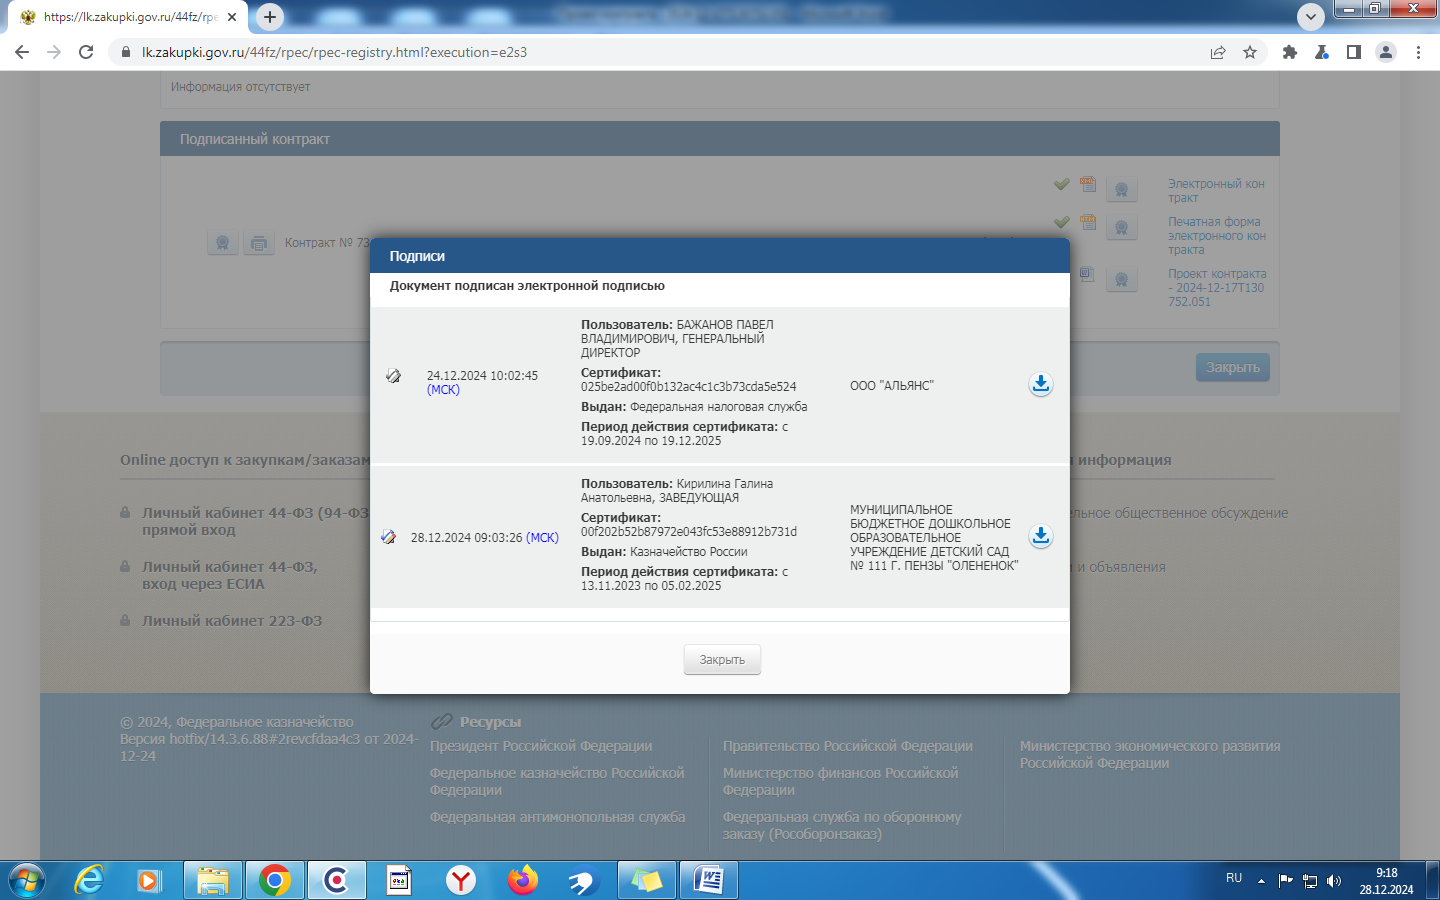 https://lk.zakupki.gov.ru/44fz/rpe
lk.zakupki.gov.ru/44fz/rpec/rpec-registry.html?execution=e2s3
Информация отсутствует
Подписанный контракт
Электронный кон
тракт
Печатная форма
электронного кон
тракта
Контракт № 73
Проект контракта
- 2024-12-17T130
752.051
Закрыть
Подписи
Документ подписан электронной подписью
24.12.2024 10:02:45
(МСК)
Пользователь: БАЖАНОВ ПАВЕЛ
ВЛАДИМИРОВИЧ, ГЕНЕРАЛЬНЫЙ
ДИРЕКТОР
Сертификат:
025be2ad00f0b132ac4c1c3b73cda5e524
Выдан: Федеральная налоговая служба
Период действия сертификата: с
19.09.2024 по 19.12.2025
ООО "АЛЬЯНС"
28.12.2024 09:03:26 (МСК)
Пользователь: Кирилина Галина
Анатольевна, ЗАВЕДУЮЩАЯ
Сертификат:
00f202b52b87972e043fc53e88912b731d
Выдан: Казначейство России
Период действия сертификата: с
13.11.2023 по 05.02.2025
МУНИЦИПАЛЬНОЕ
БЮДЖЕТНОЕ ДОШКОЛЬНОЕ
ОБРАЗОВАТЕЛЬНОЕ
УЧРЕЖДЕНИЕ ДЕТСКИЙ САД
№ 111 Г. ПЕНЗЫ "ОЛЕНЕНОК"
Закрыть
Online доступ к закупкам/заказам
Личный кабинет 44-ФЗ (94-ФЗ
прямой вход
Личный кабинет 44-ФЗ,
вход через ЕСИА
Личный кабинет 223-ФЗ
я информация
ельное общественное обсуждение
и и объявления
© 2024, Федеральное казначейство
Версия hotfix/14.3.6.88#2revcfdaa4c3 от 2024-
12-24
Ресурсы
Президент Российской Федерации
Федеральное казначейство Российской
Федерации
Федеральная антимонопольная служба
Правительство Российской Федерации
Министерство финансов Российской
Федерации
Федеральная служба по оборонному
заказу (Рособоронзаказ)
Министерство экономического развития
Российской Федерации
RU
9:18
28.12.2024